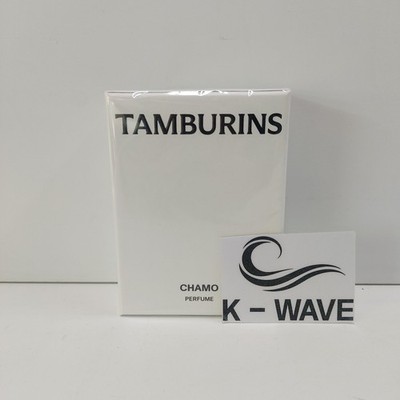 TAMBURINS
CHAMO
PERFUME
K - WAVE